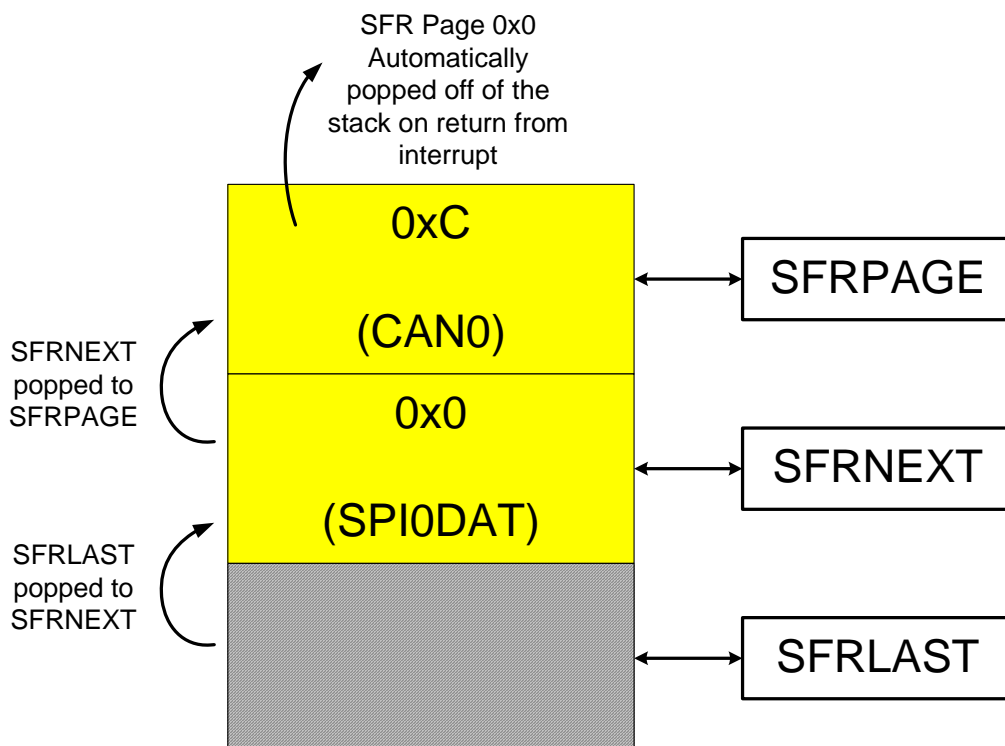 SFR Page 0x0
Automatically
popped off of the
stack on return from
interrupt
0xC
(CAN0)
SFRPAGE
SFRNEXT
popped to
SFRPAGE
0x0
(SPI0DAT)
SFRNEXT
SFRLAST
popped to
SFRNEXT
SFRLAST